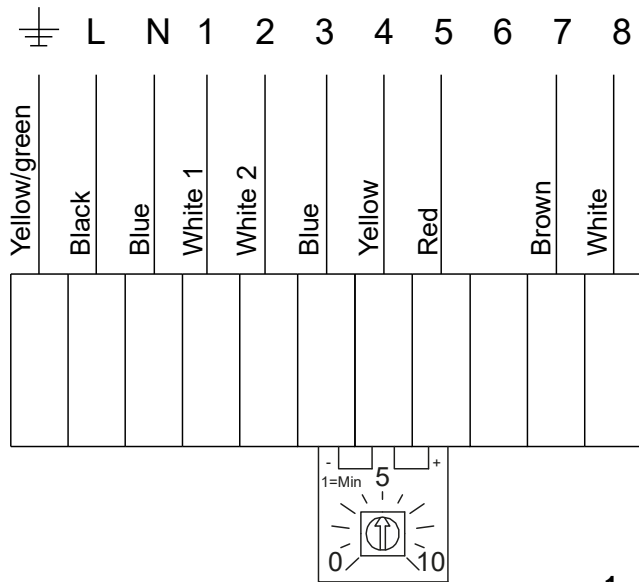 L N 1 2 3 4 5 6 7 8
Yellow/green
Black
Blue
White 1
White 2
Blue
Yellow
Red
Brown
White
- +
1=Min
5
0 10